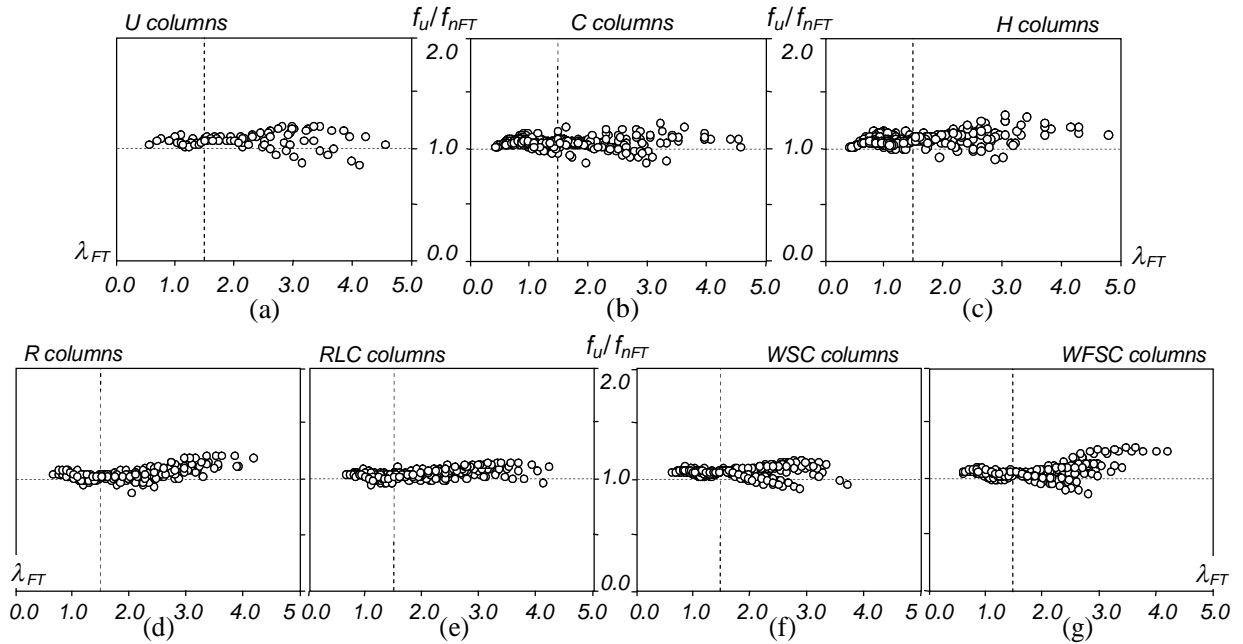 U columns
f_u/f_nFT
C columns
f_u/f_nFT
H columns
2.0
2.0
1.0
1.0
λ_FT
0.0
0.0
λ_FT
0.0 1.0 2.0 3.0 4.0 5.0
0.0 1.0 2.0 3.0 4.0 5.0
0.0 1.0 2.0 3.0 4.0 5.0
(a)
(b)
(c)
R columns
RLC columns
f_u/f_nFT
WSC columns
WFSC columns
2.0
1.0
λ_FT
0.0
λ_FT
0.0 1.0 2.0 3.0 4.0 5
0.0 1.0 2.0 3.0 4.0 5.0
0.0 1.0 2.0 3.0 4.0 5
0.0 1.0 2.0 3.0 4.0 5.0
(d)
(e)
(f)
(g)